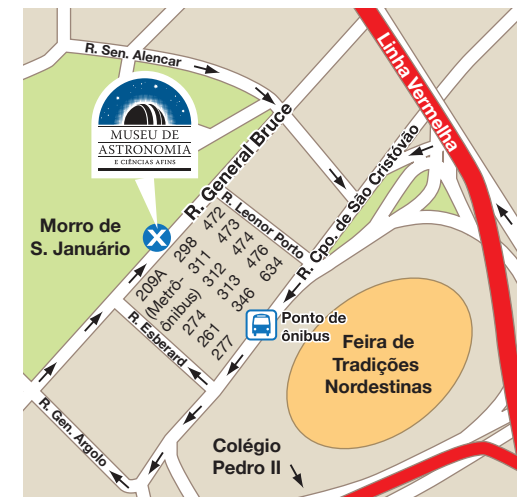 R. Sen. Alencar
Linha Vermelha
MUSEU DE
ASTRONOMIA
E CIÊNCIAS AFINS
R. General Bruce
R. Cpo. de São Cristóvão
Morro de
S. Januário
R. Leonor Porto
209A 298 472
(Metrô- 311 473
ônibus) 312 474
274 313 476
261 346 634
277
R. Esberard
Ponto de
ônibus
Feira de
Tradições
Nordestinas
R. Gen. Argolo
Colégio
Pedro II